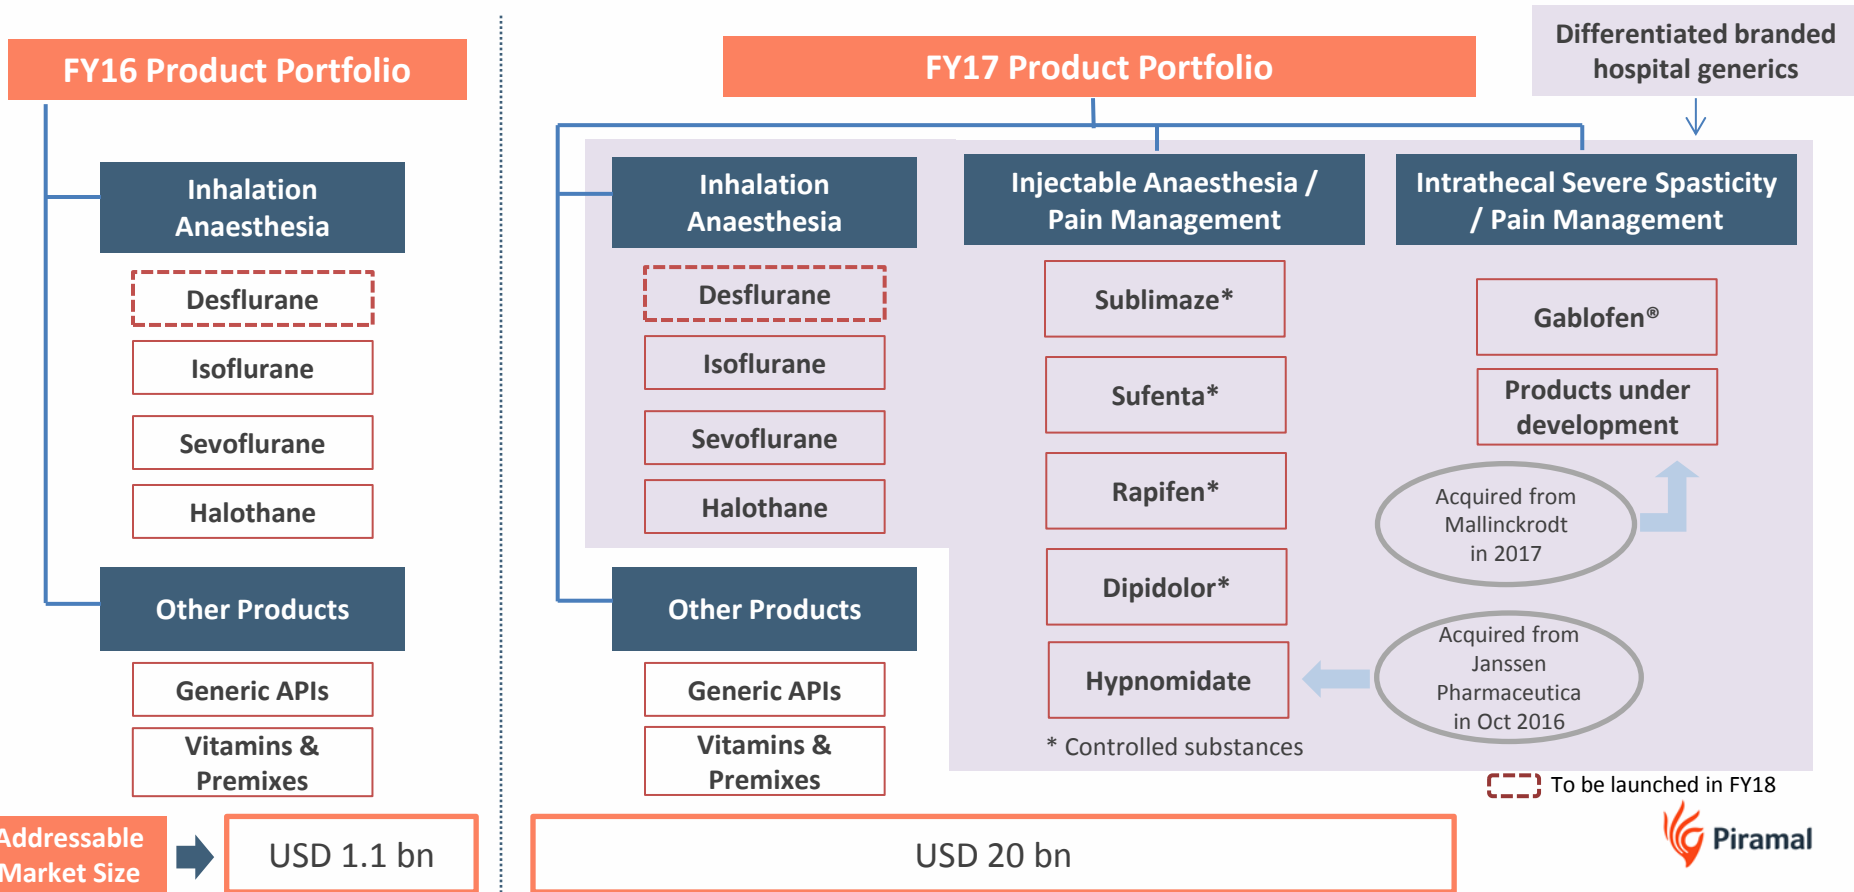 FY16 Product Portfolio
Inhalation
Anaesthesia
Desflurane
Isoflurane
Sevoflurane
Halothane
Other Products
Generic APIs
Vitamins &
Premixes
FY17 Product Portfolio
Differentiated branded
hospital generics
Inhalation
Anaesthesia
Desflurane
Isoflurane
Sevoflurane
Halothane
Other Products
Generic APIs
Vitamins &
Premixes
Injectable Anaesthesia /
Pain Management
Sublimaze*
Sufenta*
Rapifen*
Dipidolor*
Hypnomidate
* Controlled substances
Intrathecal Severe Spasticity
/ Pain Management
Gablofen®
Products under
development
Acquired from
Mallinckrodt
in 2017
Acquired from
Janssen
Pharmaceutica
in Oct 2016
To be launched in FY18
Addressable
Market Size
USD 1.1 bn
USD 20 bn
Piramal